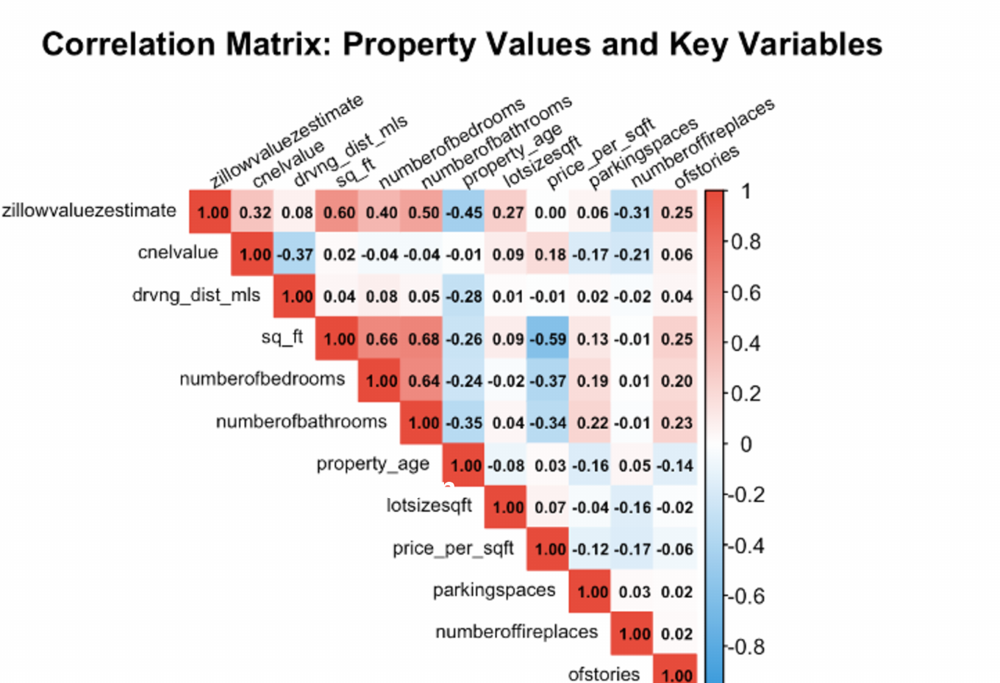 Correlation Matrix: Property Values and Key Variables
zillowvaluezestimate
cnelvalue
drvng_dist_mls
sq_ft
numberofbedrooms
numberofbathrooms
property_age
lotsizesqft
price_per_sqft
parkingspaces
numberoffireplaces
ofstories
zillowvaluezestimate 1.00 0.32 0.08 0.60 0.40 0.50 -0.45 0.27 0.00 0.06 -0.31 0.25
cnelvalue 1.00 -0.37 0.02 -0.04 -0.04 -0.01 0.09 0.18 -0.17 -0.21 0.06
drvng_dist_mls 1.00 0.04 0.08 0.05 -0.28 0.01 -0.01 0.02 -0.02 0.04
sq_ft 1.00 0.66 0.68 -0.26 0.09 -0.59 0.13 -0.01 0.25
numberofbedrooms 1.00 0.64 -0.24 -0.02 -0.37 0.19 0.01 0.20
numberofbathrooms 1.00 -0.35 0.04 -0.34 0.22 -0.01 0.23
property_age 1.00 -0.08 0.03 -0.16 0.05 -0.14
lotsizesqft 1.00 0.07 -0.04 -0.16 -0.02
price_per_sqft 1.00 -0.12 -0.17 -0.06
parkingspaces 1.00 0.03 0.02
numberoffireplaces 1.00 0.02
ofstories 1.00
1
0.8
0.6
0.4
0.2
0
-0.2
-0.4
-0.6
-0.8